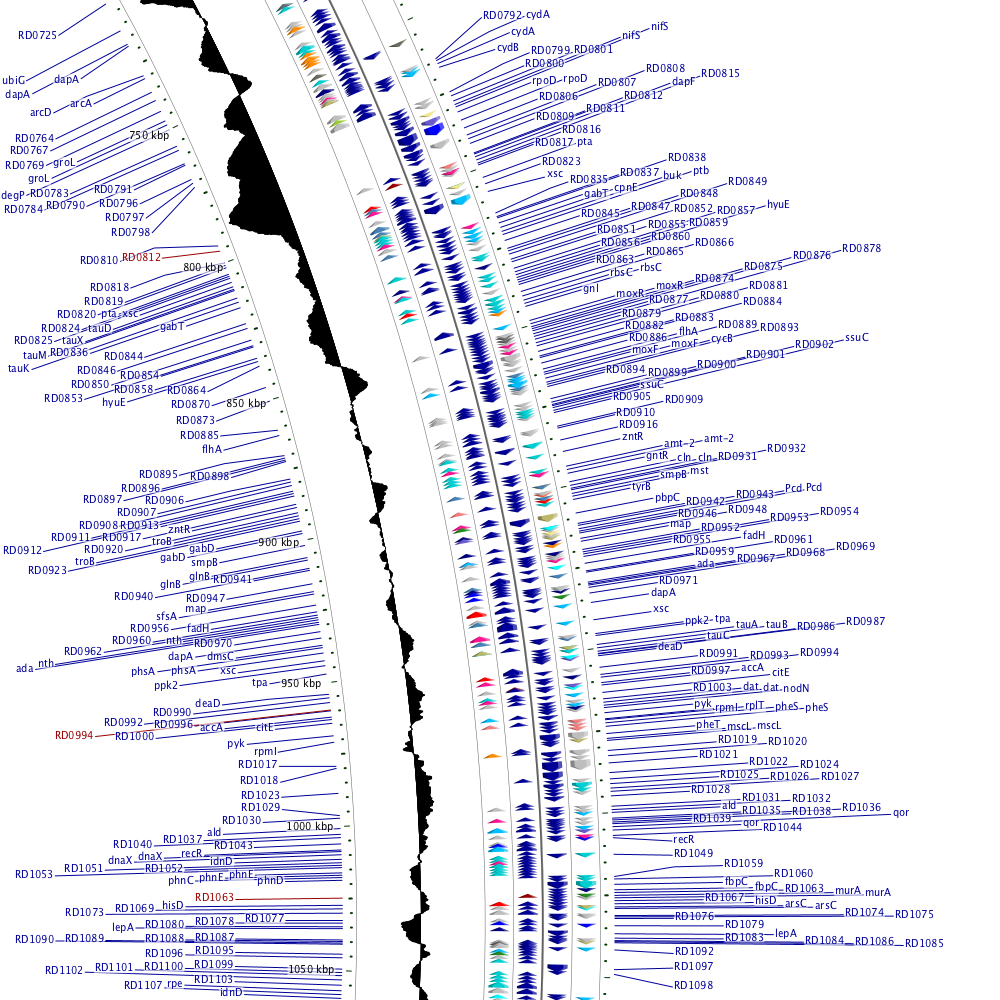 RD0725
ubiG
dapA
dapA
arcA
arcD
RD0764
750 kbp
RD0767
RD0769
groL
groL
degP
RD0783
RD0791
RD0784
RD0790
RD0796
RD0797
RD0798
RD0810
RD0812
800 kbp
RD0818
RD0819
RD0820
pta
xsc
RD0824
tauD
gabT
RD0825
tauX
tauM
RD0836
RD0844
tauK
RD0846
RD0854
RD0850
RD0858
RD0864
RD0853
hyuE
RD0870
850 kbp
RD0873
RD0885
flhA
RD0895
RD0898
RD0896
RD0897
RD0906
RD0907
RD0908
RD0913
zntR
RD0911
RD0917
troB
900 kbp
RD0912
RD0920
gabD
troB
gabD
smpB
RD0923
glnB
RD0941
glnB
RD0940
RD0947
map
sfsA
RD0956
fadH
RD0960
nth
RD0970
RD0962
dapA
dmsC
ada
nth
phsA
phsA
xsc
ppk2
tpa
950 kbp
deaD
RD0990
RD0992
RD0996
accA
citE
RD0994
RD1000
pyk
rpmI
RD1017
RD1018
RD1023
RD1029
RD1030
1000 kbp
ald
RD1037
RD1040
RD1043
dnaX
dnaX
recR
idnD
RD1051
RD1052
RD1053
phnC
phnE
phnE
phnD
RD1063
hisD
RD1069
RD1073
RD1077
RD1078
RD1080
lepA
RD1087
RD1088
RD1089
RD1090
RD1095
RD1096
RD1099
RD1100
RD1101
RD1102
1050 kbp
RD1103
rpe
RD1107
idnD
RD0792
cydA
cydA
nifS
nifS
cydB
RD0799
RD0801
RD0800
RD0808
RD0815
rpoD
rpoD
RD0807
dapF
RD0806
RD0812
RD0811
RD0809
RD0816
RD0817
pta
RD0823
RD0838
xsc
RD0835
RD0837
buk
ptb
gabT
cpnE
RD0849
RD0848
RD0845
RD0847
RD0852
RD0857
hyuE
RD0851
RD0855
RD0859
RD0856
RD0860
RD0866
RD0863
RD0865
RD0878
rbsC
rbsC
RD0875
RD0876
gnl
moxR
moxR
RD0874
RD0881
RD0877
RD0880
RD0884
RD0879
RD0883
RD0882
flhA
RD0889
RD0893
RD0886
moxF
cycB
moxF
RD0902
ssuC
RD0894
RD0899
RD0900
RD0901
ssuC
RD0905
RD0909
RD0910
RD0916
zntR
amt-2
amt-2
gntR
cln
cln
RD0931
RD0932
smpB
mst
tyrB
pbpC
RD0942
RD0943
Pcd
Pcd
RD0946
RD0948
RD0953
RD0954
map
RD0952
RD0955
fadH
RD0961
RD0959
RD0967
RD0968
RD0969
ada
RD0971
dapA
xsc
ppk2
tpa
tauA
tauB
RD0986
RD0987
tauC
deaD
RD0991
RD0993
RD0994
RD0997
accA
citE
RD1003
dat
dat
nodN
pyk
rpmI
rplT
pheS
pheS
pheT
mscL
mscL
RD1019
RD1020
RD1021
RD1022
RD1024
RD1025
RD1026
RD1027
RD1028
RD1031
RD1032
ald
RD1035
RD1038
RD1036
qor
RD1039
qor
RD1044
recR
RD1049
RD1059
RD1060
fbpC
fbpC
RD1063
murA
murA
RD1067
hisD
arsC
arsC
RD1076
RD1074
RD1075
RD1079
RD1083
lepA
RD1084
RD1086
RD1085
RD1092
RD1097
RD1098